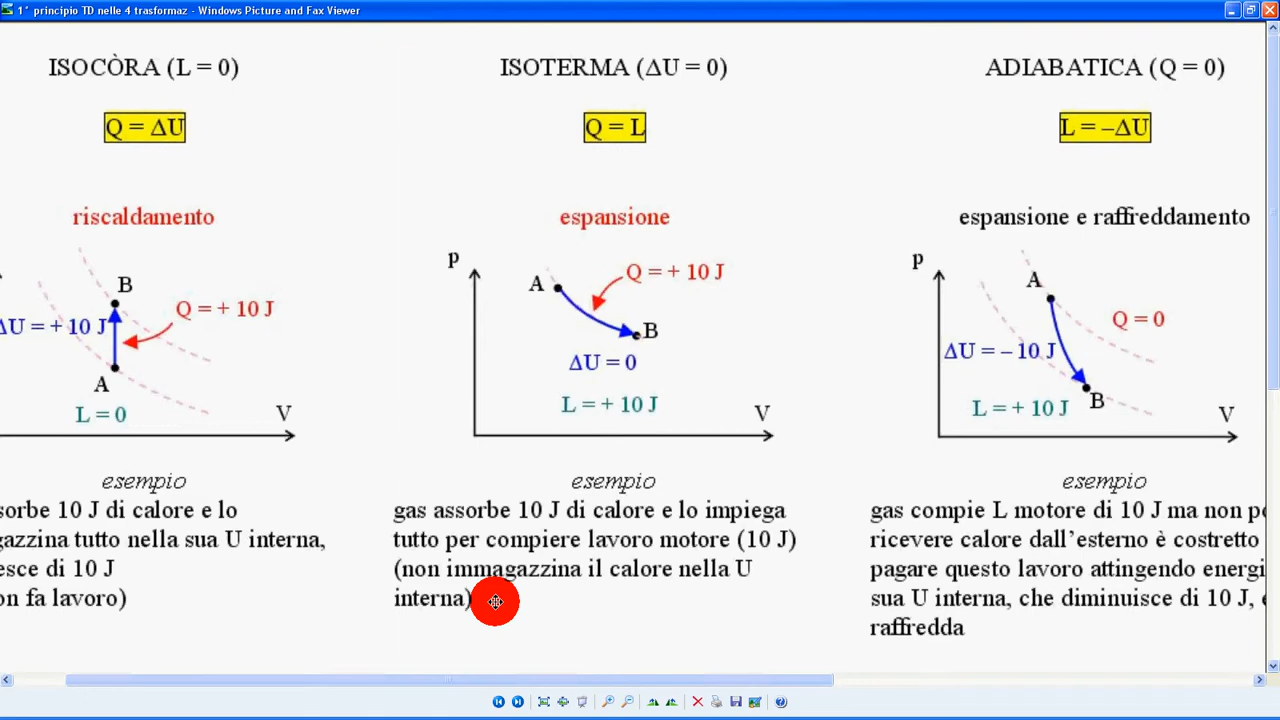 1° principio TD nelle 4 trasformaz - Windows Picture and Fax Viewer
ISOCÒRA (L = 0)
Q = ΔU
riscaldamento
B
Q = + 10 J
ΔU = + 10 J
A
L = 0
V
esempio
sorbe 10 J di calore e lo
gazzina tutto nella sua U interna,
esce di 10 J
on fa lavoro)
ISOTERMA (ΔU = 0)
Q = L
espansione
p
A
Q = + 10 J
B
ΔU = 0
L = + 10 J
V
esempio
gas assorbe 10 J di calore e lo impiega
tutto per compiere lavoro motore (10 J)
(non immagazzina il calore nella U
interna)
ADIABATICA (Q = 0)
L = –ΔU
espansione e raffreddamento
p
A
Q = 0
ΔU = – 10 J
L = + 10 J
B
V
esempio
gas compie L motore di 10 J ma non po
ricevere calore dall’esterno è costretto
pagare questo lavoro attingendo energi
sua U interna, che diminuisce di 10 J, e
raffredda